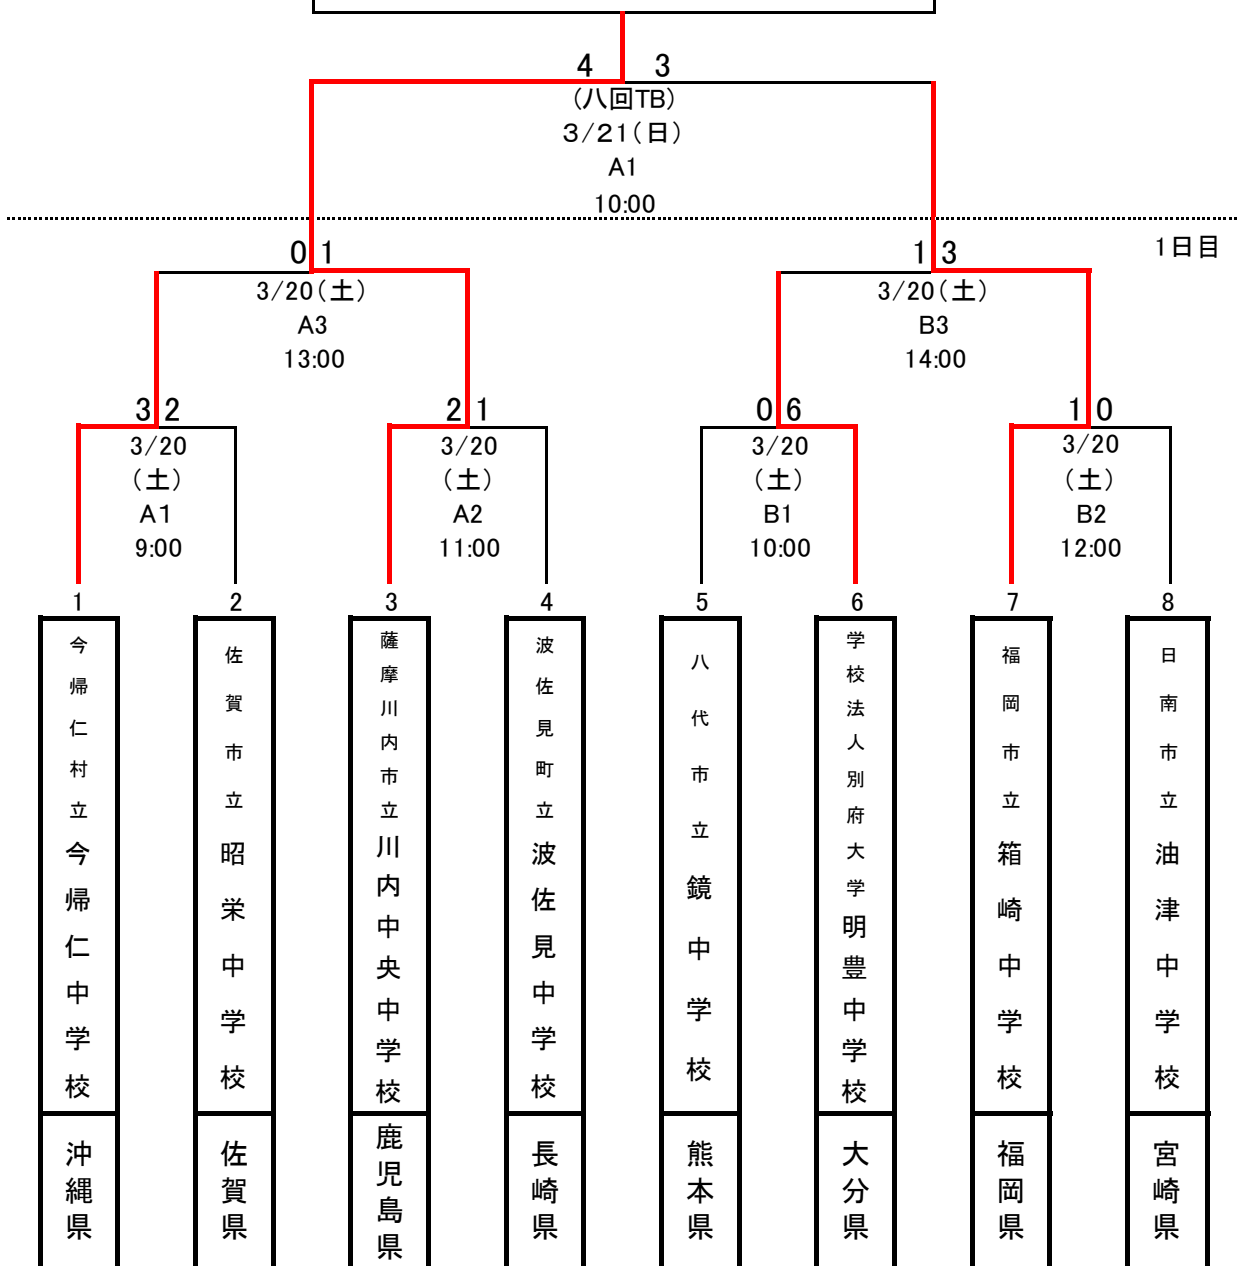 4 3
(八回TB)
3/21(日)
A1
10:00
1日目
0 1
3/20(土)
A3
13:00
1 3
3/20(土)
B3
14:00
3 2
3/20
(土)
A1
9:00
2 1
3/20
(土)
A2
11:00
0 6
3/20
(土)
B1
10:00
1 0
3/20
(土)
B2
12:00
1
2
3
4
5
6
7
8
今帰仁村立今帰仁中学校
佐賀市立昭栄中学校
薩摩川内市立川内中央中学校
波佐見町立波佐見中学校
八代市立鏡中学校
学校法人別府大学明豊中学校
福岡市立箱崎中学校
日南市立油津中学校
沖縄県
佐賀県
鹿児島県
長崎県
熊本県
大分県
福岡県
宮崎県